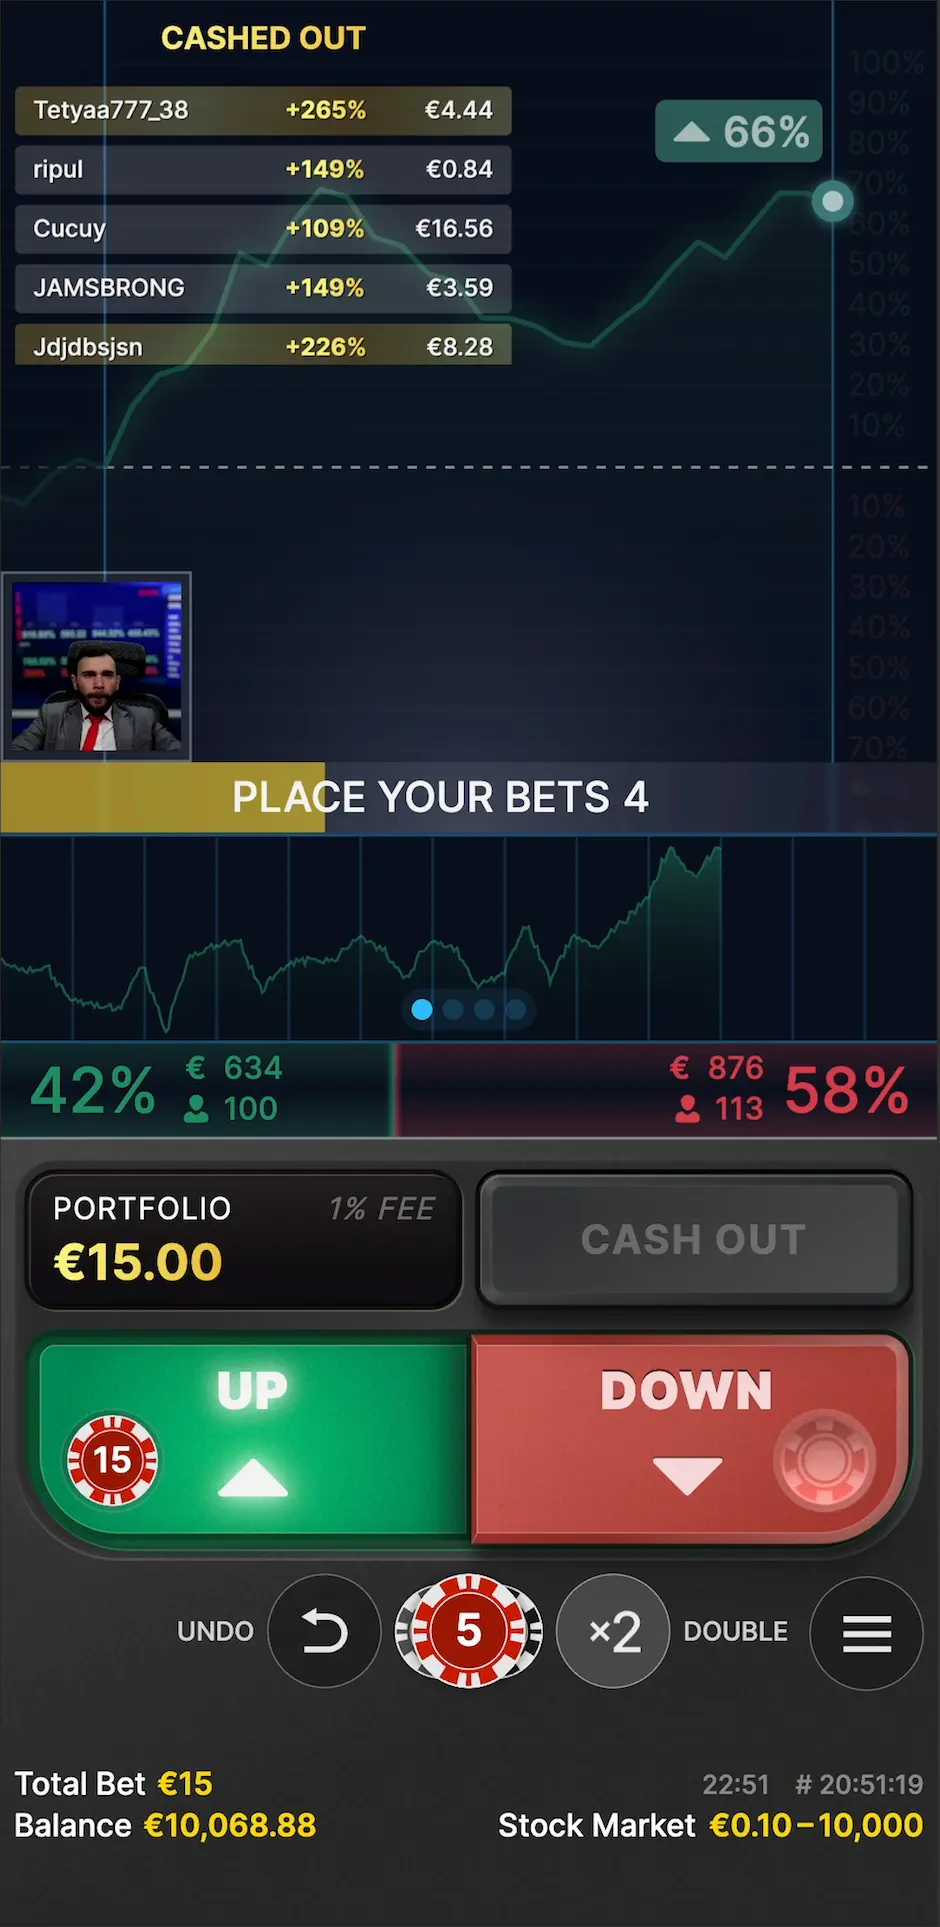 CASHED OUT
Tetyaa777_38 +265% €4.44
ripul +149% €0.84
Cucuy +109% €16.56
JAMSBRONG +149% €3.59
Jdjdbsjsn +226% €8.28
66%
100%
90%
80%
70%
60%
50%
40%
30%
20%
10%
10%
20%
30%
40%
50%
60%
70%
PLACE YOUR BETS 4
42% € 634
100
€ 876 58%
113
PORTFOLIO 1% FEE
€15.00
CASH OUT
UP
DOWN
15
UNDO
5
×2
DOUBLE
Total Bet €15
22:51 # 20:51:19
Balance €10,068.88
Stock Market €0.10–10,000